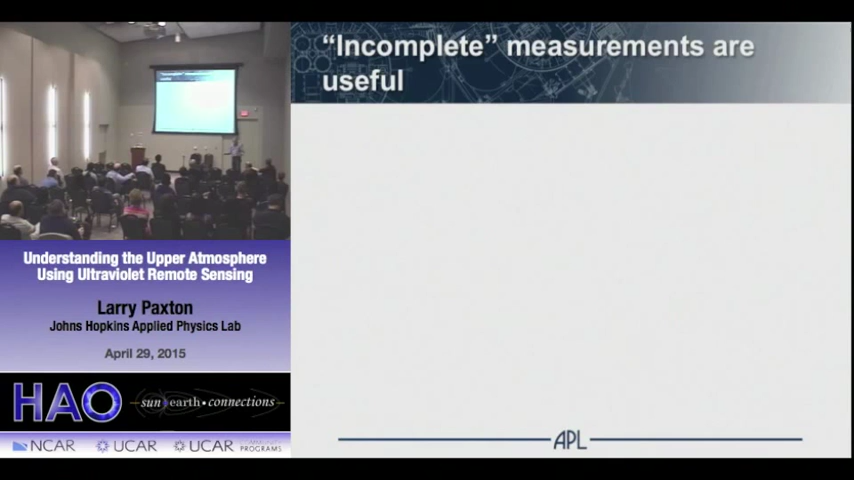 “Incomplete” measurements are
useful
Understanding the Upper Atmosphere
Using Ultraviolet Remote Sensing
Larry Paxton
Johns Hopkins Applied Physics Lab
April 29, 2015
HAO
sun earth • connections
NCAR UCAR UCAR
PROGRAMS
APL